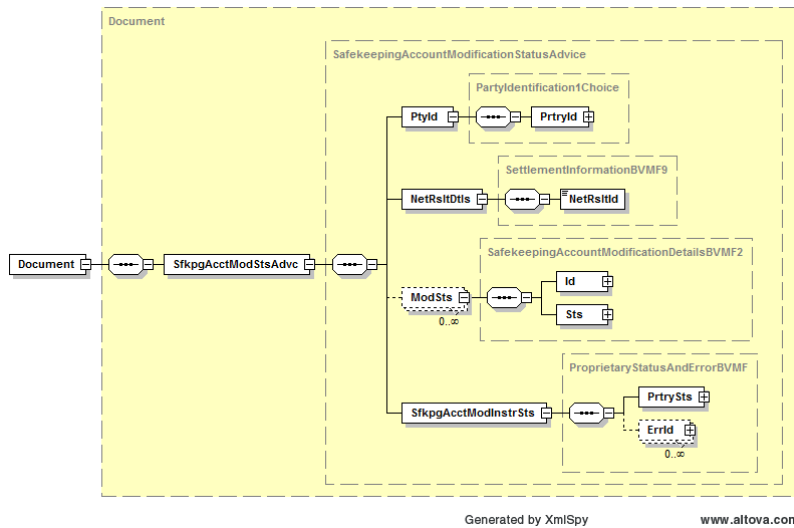 Document
SafekeepingAccountModificationStatusAdvice
PartyIdentification1Choice
PtyId
PrtryId
SettlementInformationBVMF9
NetRsltDtls
NetRsltId
SafekeepingAccountModificationDetailsBVMF2
Document
SfkpgAcctModStsAdvc
Id
ModSts
0..∞
Sts
ProprietaryStatusAndErrorBVMF
PrtrySts
SfkpgAcctModInstrSts
ErrId
0..∞
Generated by XmlSpy
www.altova.com